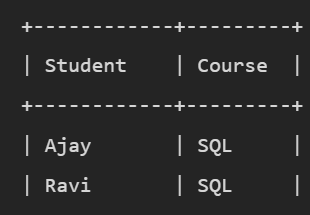 +------------+---------+
| Student    | Course  |
+------------+---------+
| Ajay       | SQL     |
| Ravi       | SQL     |